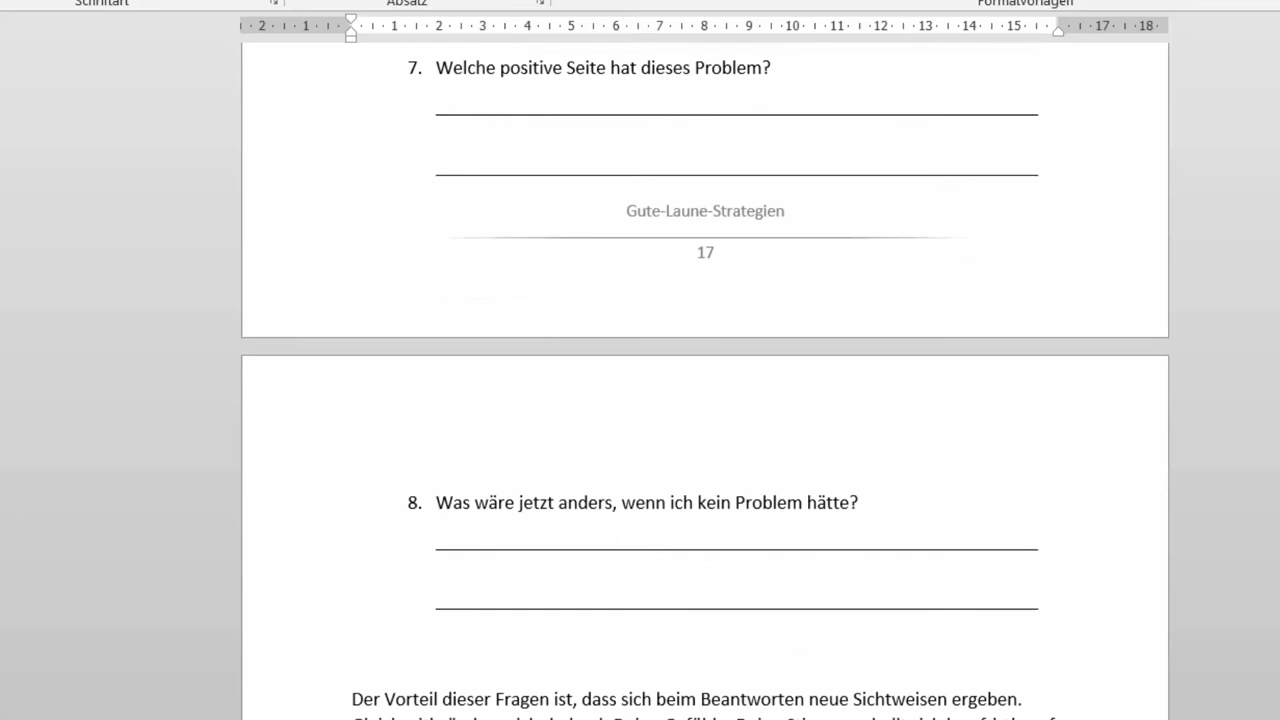 Schriftart Absatz Formatvorlagen
2 1 1 2 3 4 5 6 7 8 9 10 11 12 13 14 15 17 18
7. Welche positive Seite hat dieses Problem?
Gute-Laune-Strategien
17
8. Was wäre jetzt anders, wenn ich kein Problem hätte?
Der Vorteil dieser Fragen ist, dass sich beim Beantworten neue Sichtweisen ergeben.